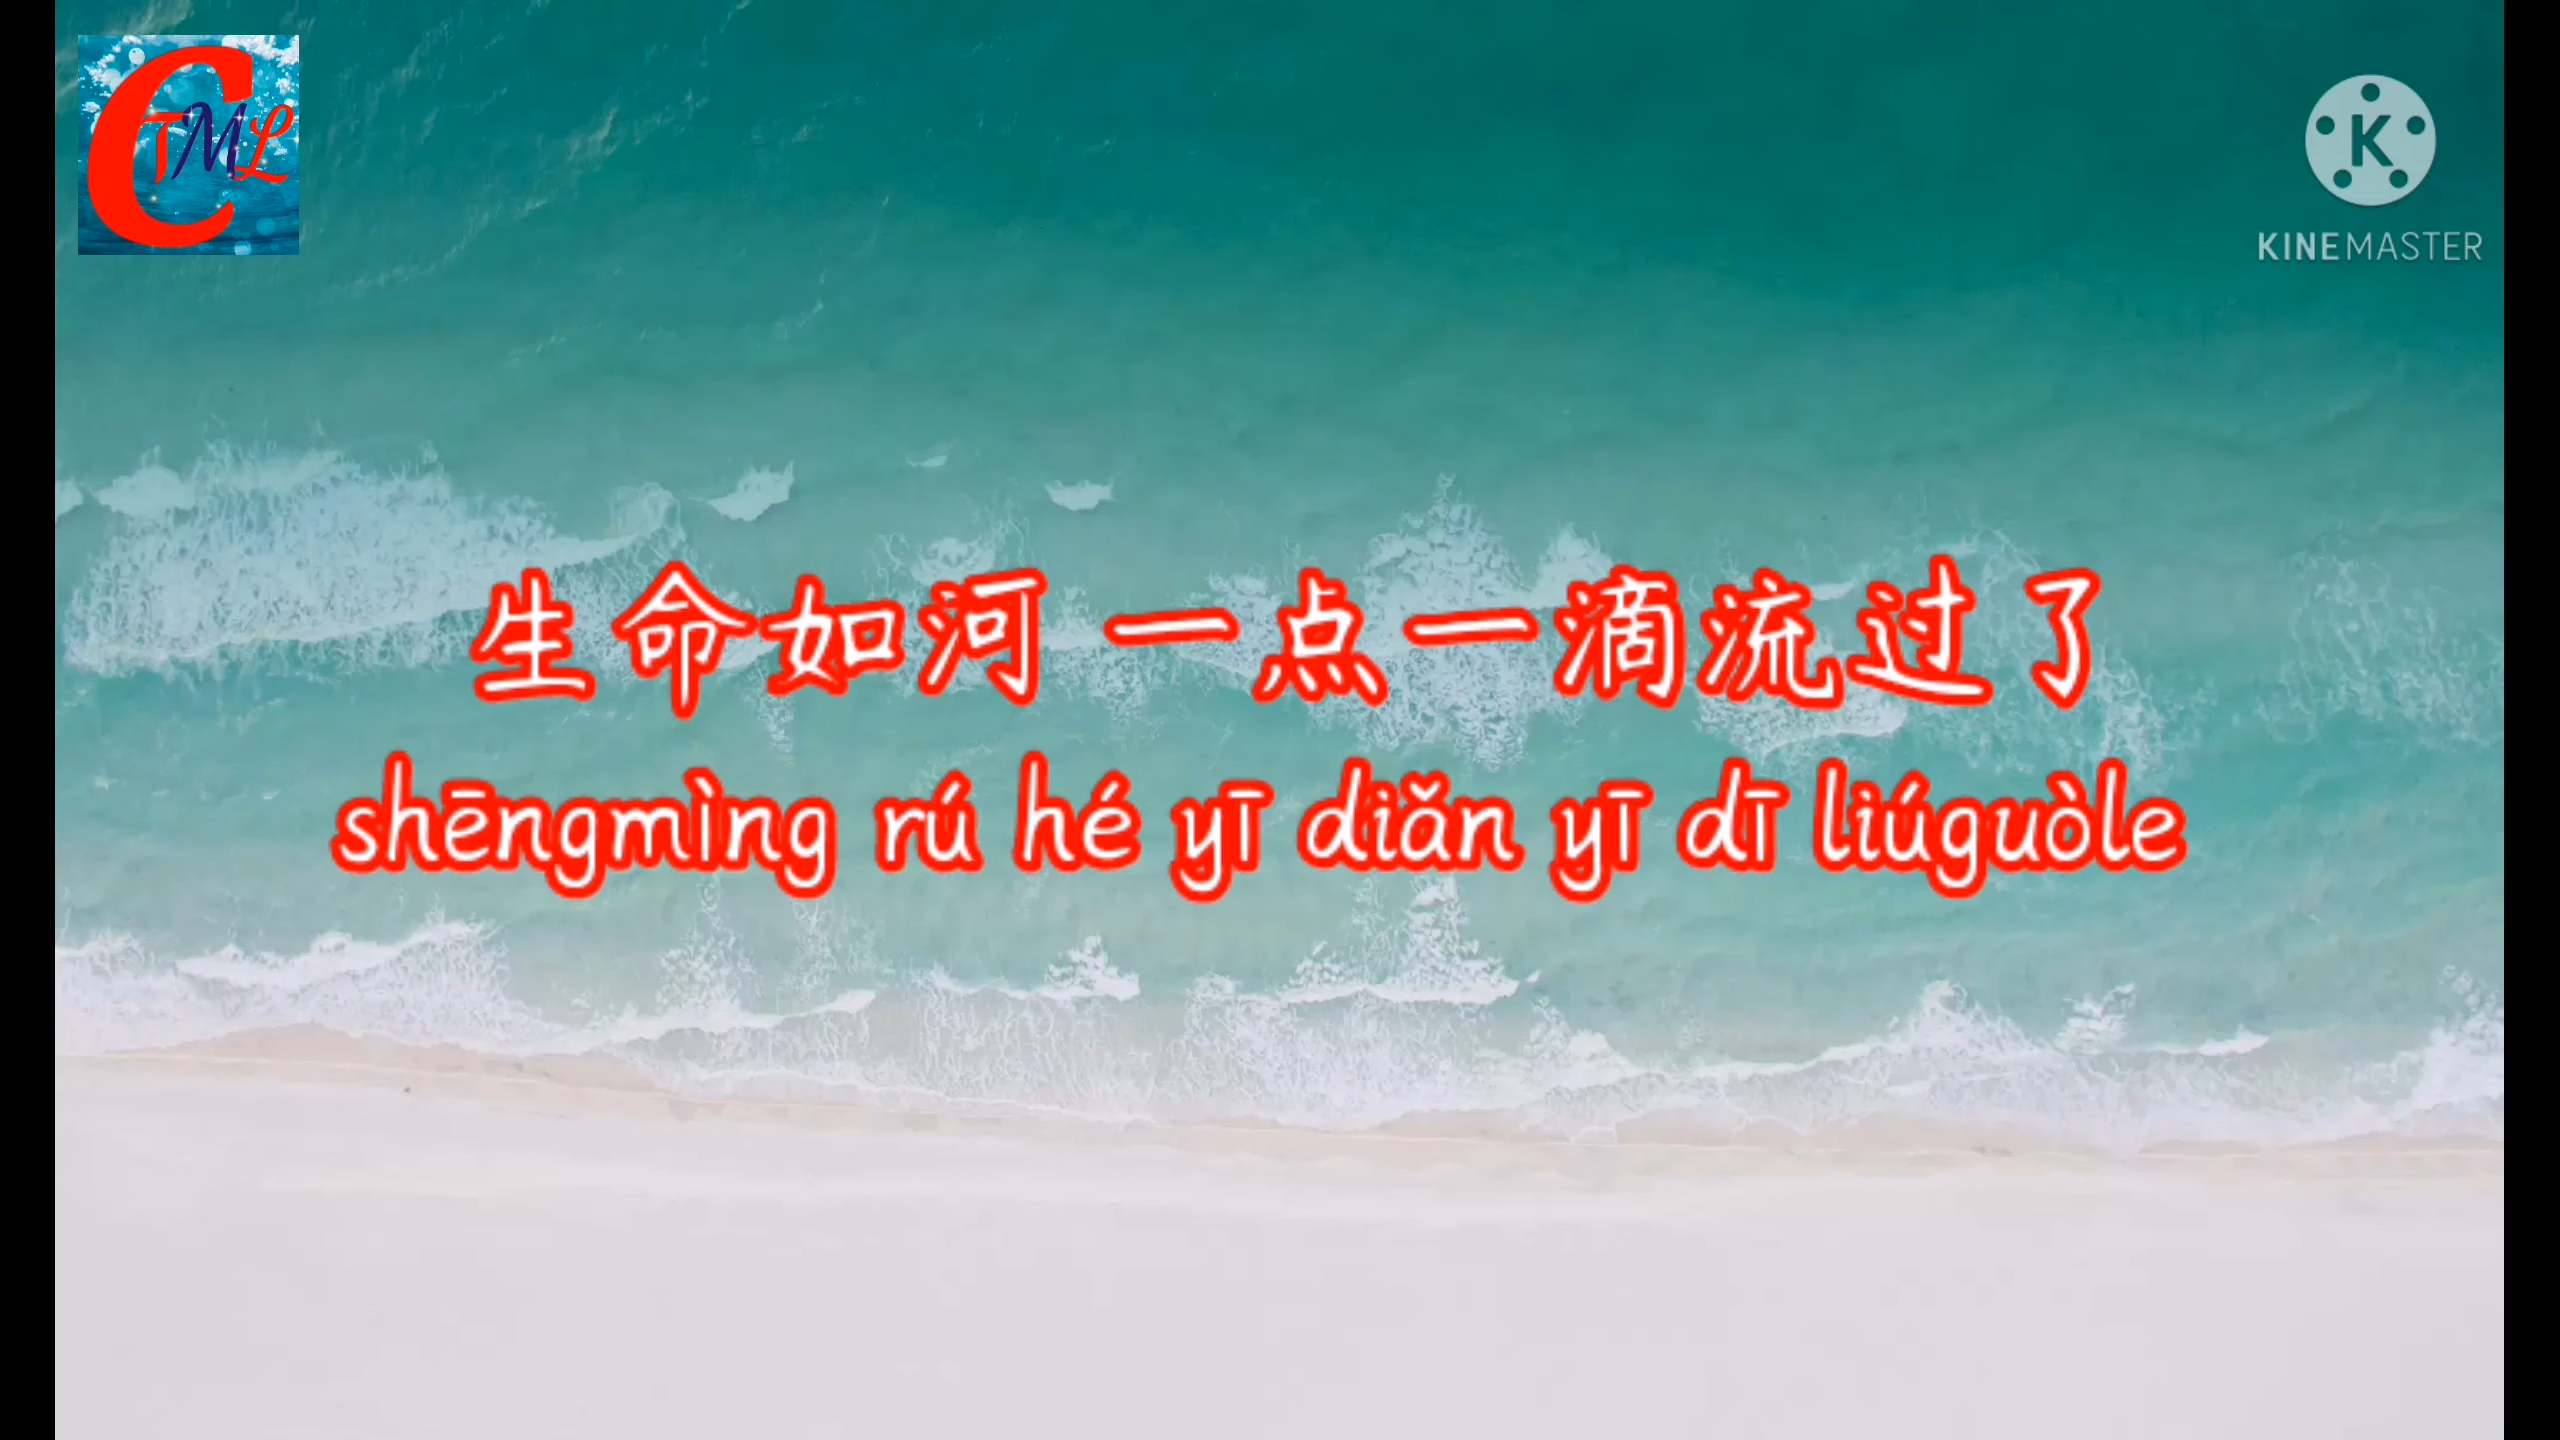 CTML
K
KINEMASTER
生命如河 一点一滴流过了
shēngmìng rú hé yī diǎn yī dī liúguòle